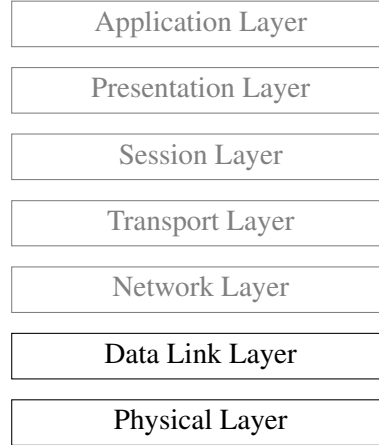 Application Layer
Presentation Layer
Session Layer
Transport Layer
Network Layer
Data Link Layer
Physical Layer